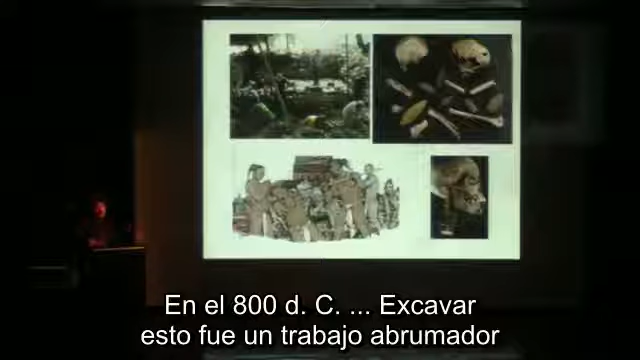 En el 800 d. C. ... Excavar
esto fue un trabajo abrumador